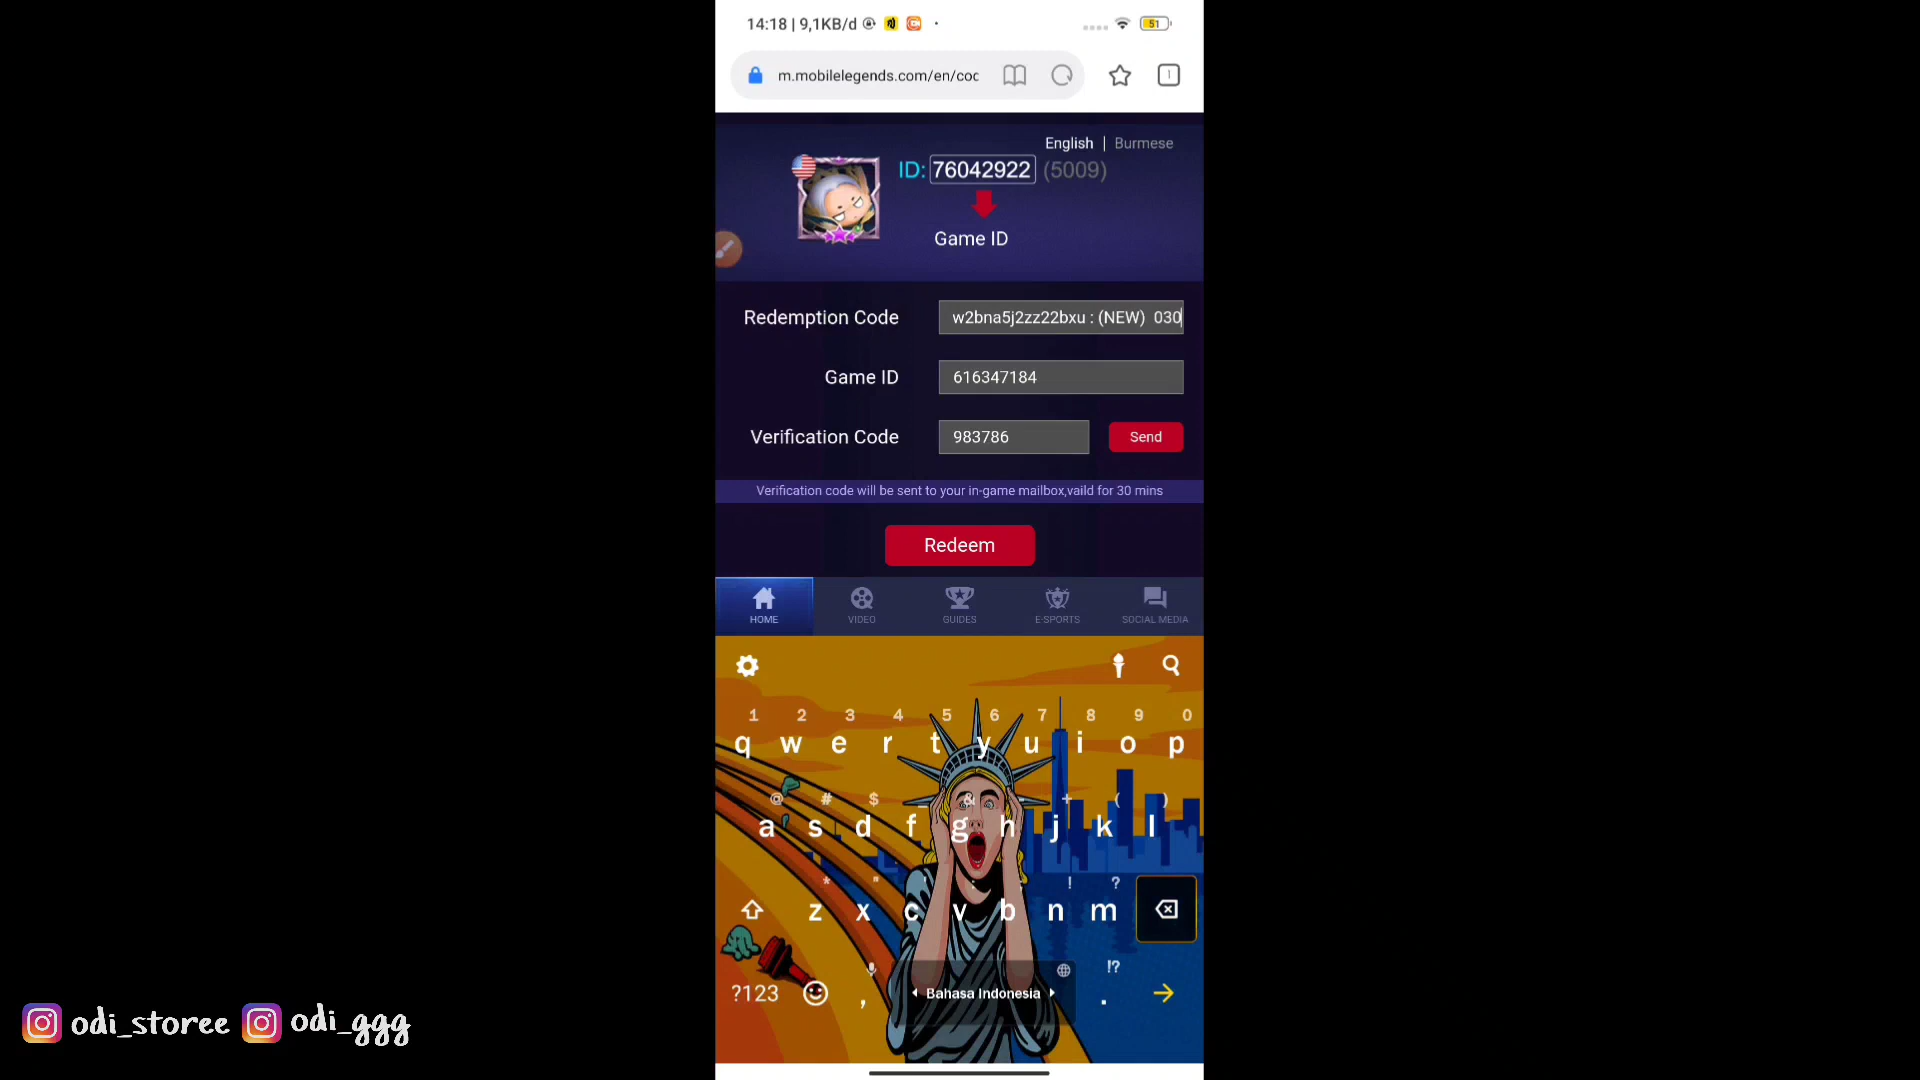 14:18 | 9,1KB/d
51
m.mobilelegends.com/en/coc
1
English | Burmese
ID: 76042922 (5009)
Game ID
Redemption Code w2bna5j2zz22bxu : (NEW) 030
Game ID 616347184
Verification Code 983786 Send
Verification code will be sent to your in-game mailbox,vaild for 30 mins
Redeem
HOME VIDEO GUIDES E-SPORTS SOCIAL MEDIA
1 2 3 4 5 6 7 8 9 0
q w e r t y u i o p
@ # $ _ & - + ( )
a s d f g h j k l
* " ' : ; ! ?
z x c v b n m
!?
?123 , Bahasa Indonesia .
odi_storee odi_ggg